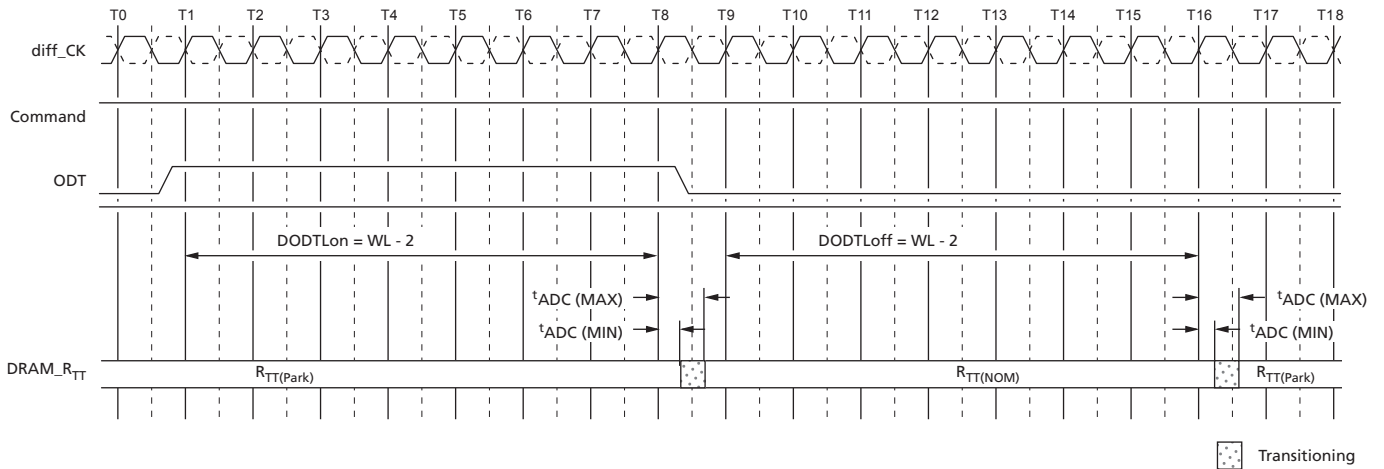 T0 T1 T2 T3 T4 T5 T6 T7 T8 T9 T10 T11 T12 T13 T14 T15 T16 T17 T18
diff_CK
Command
ODT
DODTLon = WL - 2 DODTLoff = WL - 2
tADC (MAX) tADC (MAX)
tADC (MIN) tADC (MIN)
DRAM_RTT RTT(Park) RTT(NOM) RTT(Park)
Transitioning